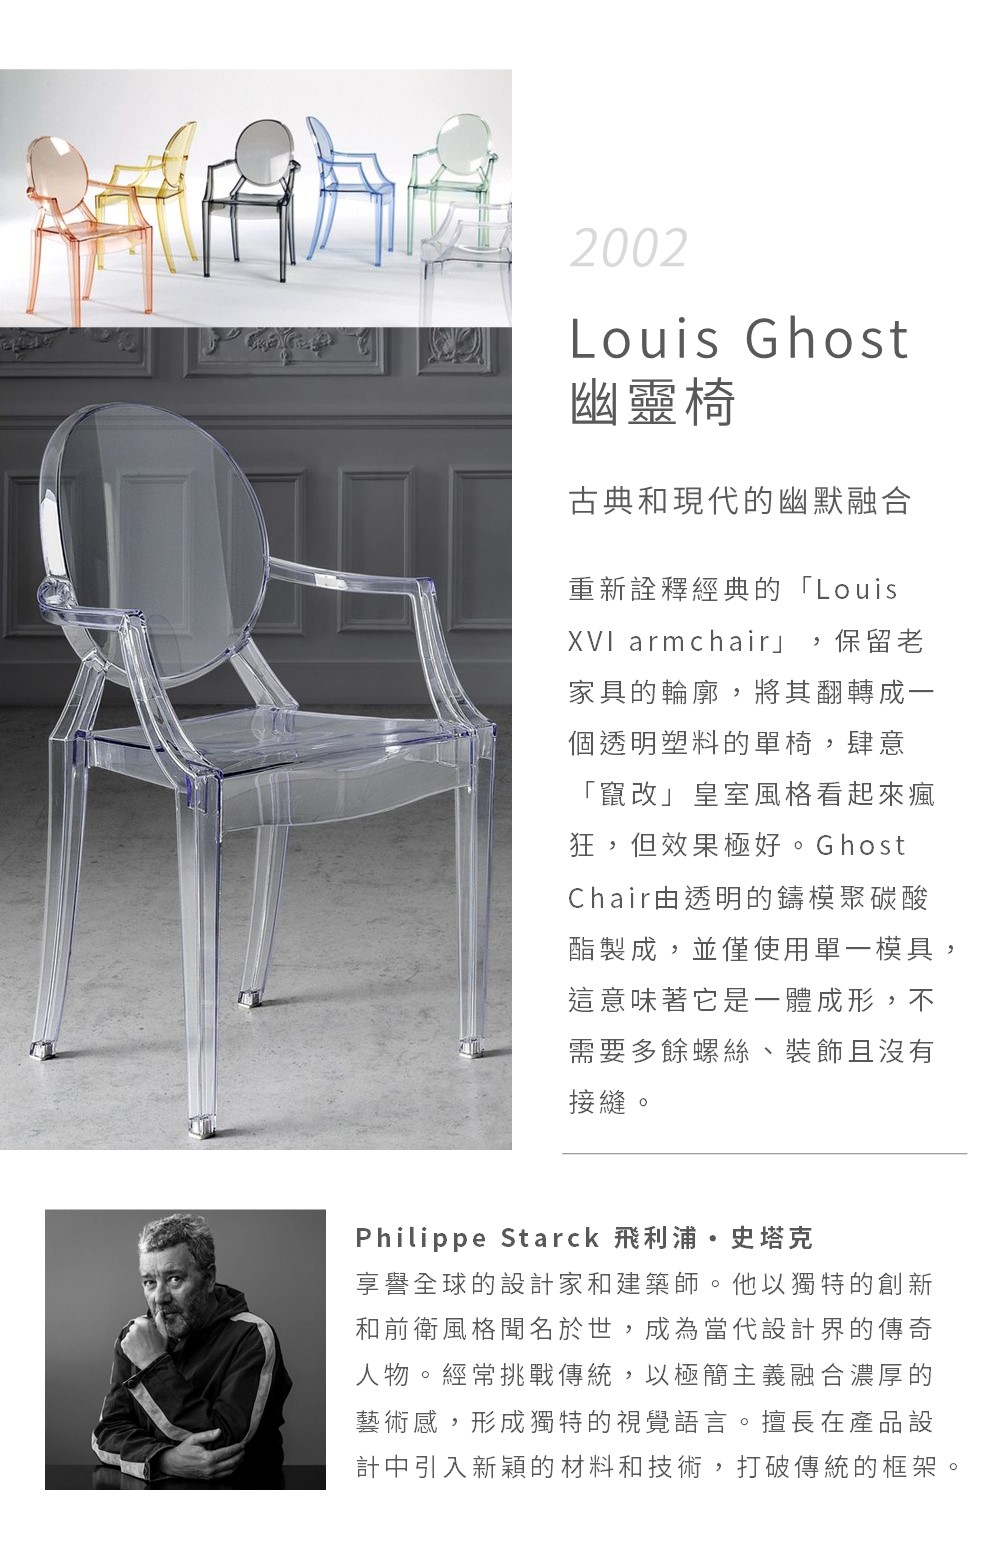 2002
Louis Ghost
幽靈椅
古典和現代的幽默融合
重新詮釋經典的「Louis
XVI armchair」，保留老
家具的輪廓，將其翻轉成一
個透明塑料的單椅，肆意
「竄改」皇室風格看起來瘋
狂，但效果極好。Ghost
Chair由透明的鑄模聚碳酸
酯製成，並僅使用單一模具，
這意味著它是一體成形，不
需要多餘螺絲、裝飾且沒有
接縫。
Philippe Starck 飛利浦•史塔克
享譽全球的設計家和建築師。他以獨特的創新
和前衛風格聞名於世，成為當代設計界的傳奇
人物。經常挑戰傳統，以極簡主義融合濃厚的
藝術感，形成獨特的視覺語言。擅長在產品設
計中引入新穎的材料和技術，打破傳統的框架。